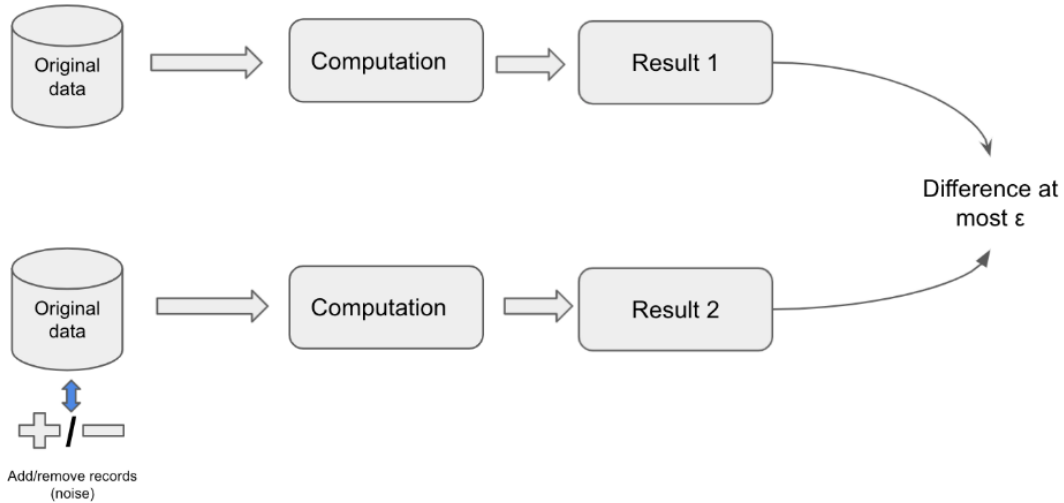 Original
data
Computation
Result 1
Difference at
most ε
Original
data
Computation
Result 2
/
Add/remove records
(noise)